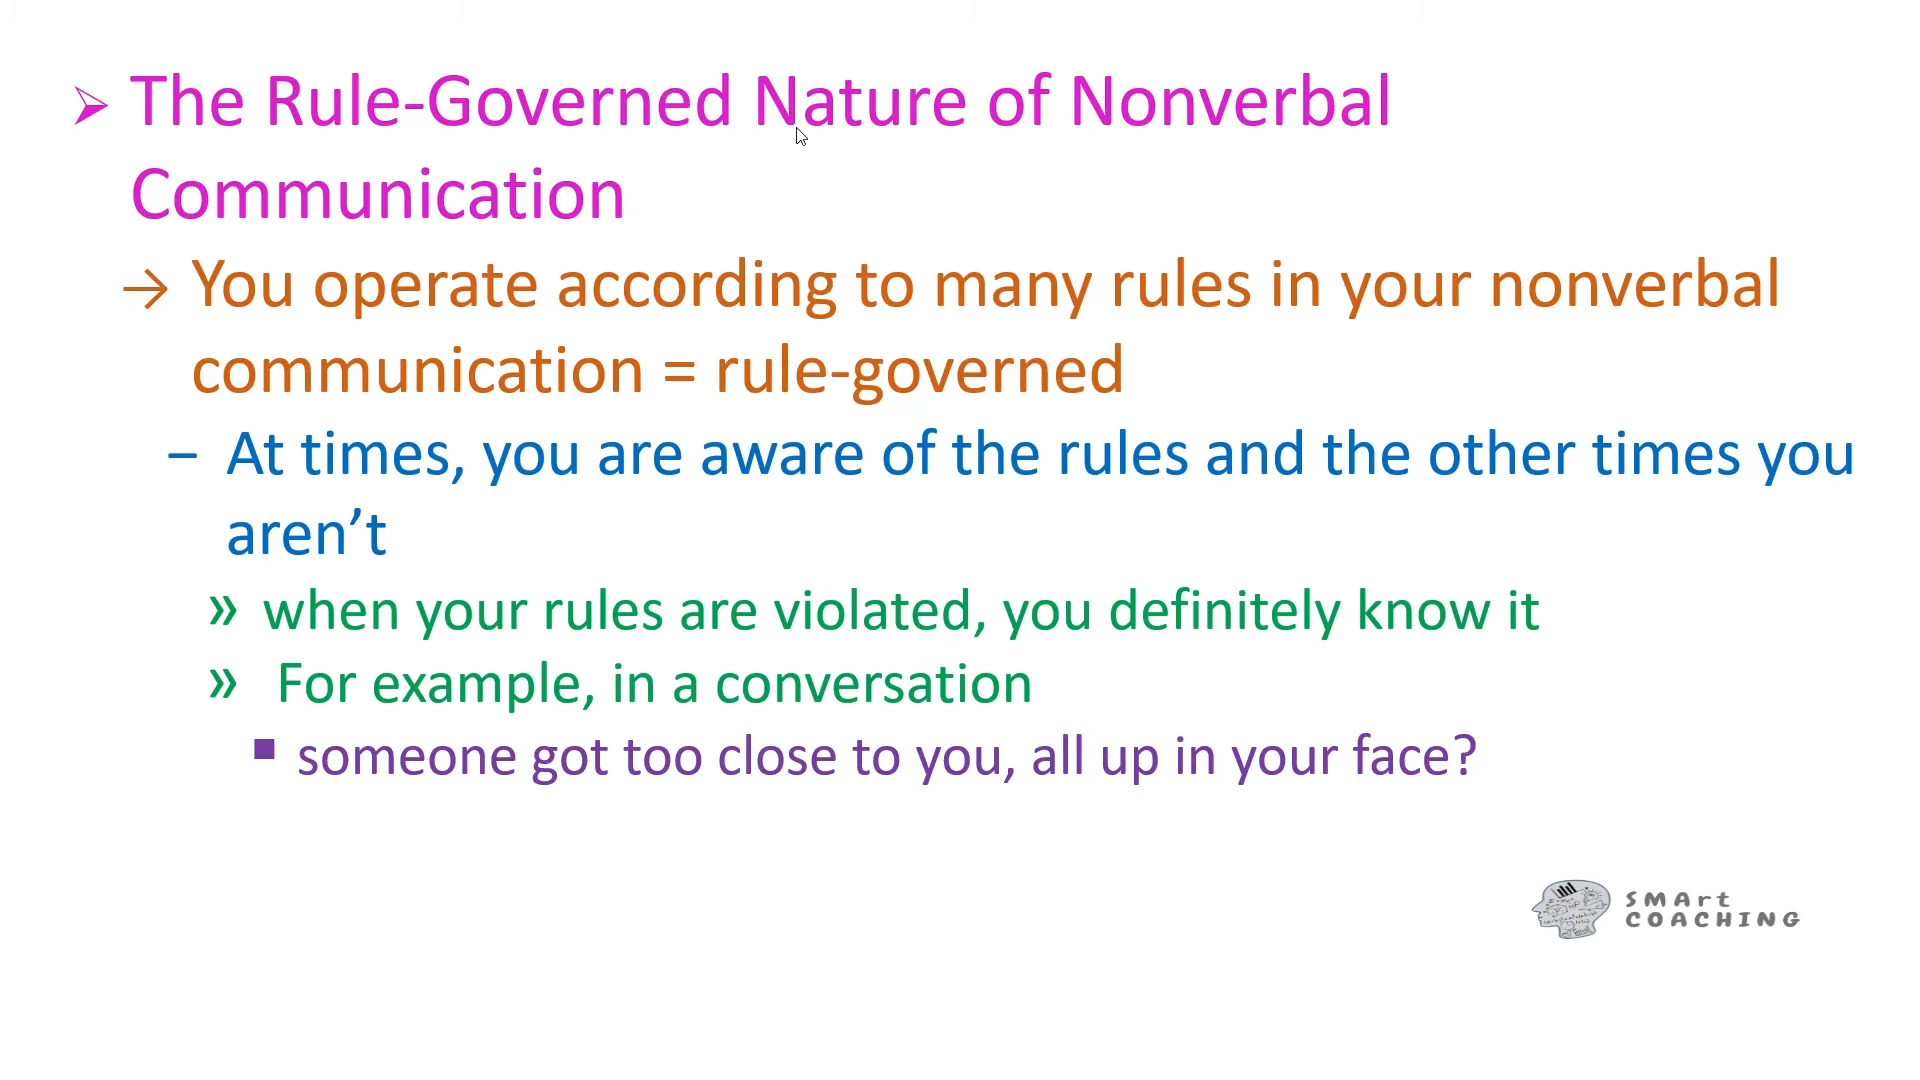 ➢ The Rule-Governed Nature of Nonverbal
Communication
→ You operate according to many rules in your nonverbal
communication = rule-governed
− At times, you are aware of the rules and the other times you
aren’t
» when your rules are violated, you definitely know it
» For example, in a conversation
▪ someone got too close to you, all up in your face?
SMArt
COACHING